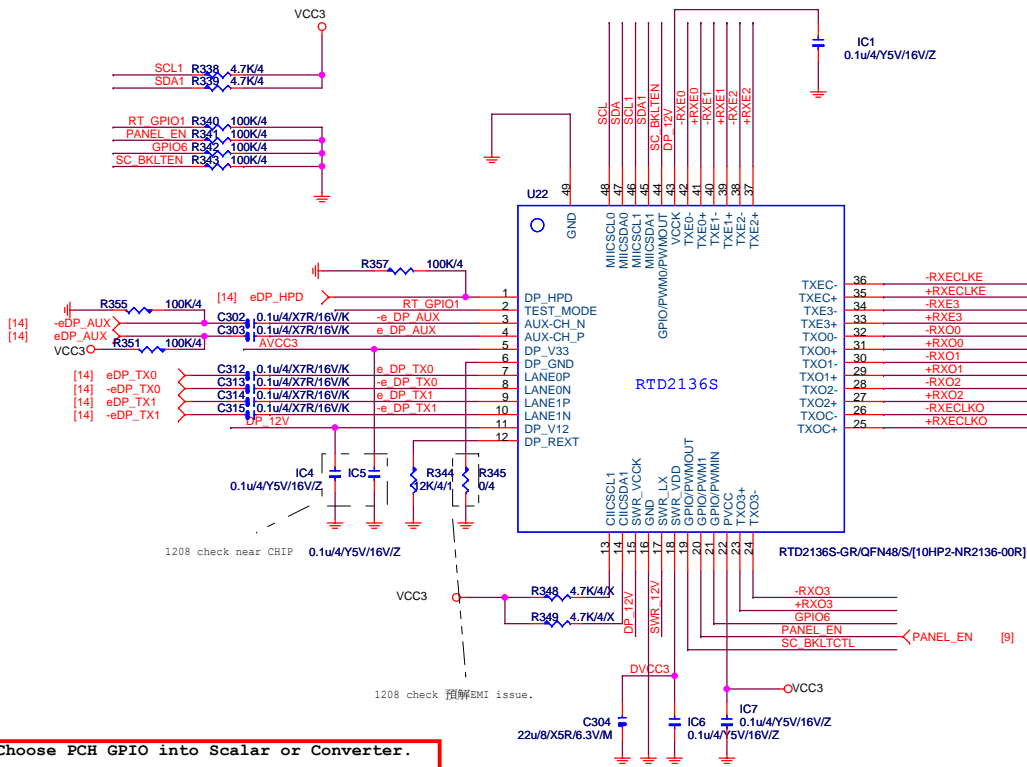 VCC3
SCL1 R338 4.7K/4
SDA1 R339 4.7K/4
RT_GPIO1 R340 100K/4
PANEL_EN R341 100K/4
GPIO6 R342 100K/4
SC_BKLTEN R343 100K/4
IC1
0.1u/4/Y5V/16V/Z
SCL
SDA
SCL1
SDA1
SC_BKLTEN
DP_12V
-RXE0
+RXE0
-RXE1
+RXE1
-RXE2
+RXE2
49
48
47
46
45
44
43
42
41
40
39
38
37
U22
GND
MIICSCL0
MIICSDA0
MIICSCL1
MIICSDA1
GPIO/PWM0/PWMOUT
VCCK
TXE0-
TXE0+
TXE1-
TXE1+
TXE2-
TXE2+
R357 100K/4
[14] eDP_HPD 1 DP_HPD
RT_GPIO1 2 TEST_MODE
R355 100K/4
[14] -eDP_AUX C302 0.1u/4/X7R/16V/K -e_DP_AUX 3 AUX-CH_N
[14] eDP_AUX C303 0.1u/4/X7R/16V/K e_DP_AUX 4 AUX-CH_P
VCC3 R351 100K/4
AVCC3 5 DP_V33
6 DP_GND
[14] eDP_TX0 C312 0.1u/4/X7R/16V/K e_DP_TX0 7 LANE0P
[14] -eDP_TX0 C313 0.1u/4/X7R/16V/K -e_DP_TX0 8 LANE0N
[14] eDP_TX1 C314 0.1u/4/X7R/16V/K e_DP_TX1 9 LANE1P
[14] -eDP_TX1 C315 0.1u/4/X7R/16V/K -e_DP_TX1 10 LANE1N
DP_12V 11 DP_V12
12 DP_REXT
RTD2136S
TXEC- 36 -RXECLKE
TXEC+ 35 +RXECLKE
TXE3- 34 -RXE3
TXE3+ 33 +RXE3
TXO0- 32 -RXO0
TXO0+ 31 +RXO0
TXO1- 30 -RXO1
TXO1+ 29 +RXO1
TXO2- 28 -RXO2
TXO2+ 27 +RXO2
TXOC- 26 -RXECLKO
TXOC+ 25 +RXECLKO
IC4
0.1u/4/Y5V/16V/Z
IC5
0.1u/4/Y5V/16V/Z
R344
12K/4/1
R345
0/4
1208 check near CHIP
CIICSCL1
CIICSDA1
SWR_VCCK
GND
SWR_LX
SWR_VDD
GPIO/PWMOUT
GPIO/PWM1
GPIO/PWMIN
PVCC
TXO3+
TXO3-
13
14
15
16
17
18
19
20
21
22
23
24
RTD2136S-GR/QFN48/S/[10HP2-NR2136-00R]
VCC3
R348 4.7K/4/X
R349 4.7K/4/X
DP_12V
SWR_12V
-RXO3
+RXO3
GPIO6
PANEL_EN
PANEL_EN [9]
SC_BKLTCTL
DVCC3
VCC3
1208 check 預解EMI issue.
C304
22u/8/X5R/6.3V/M
IC6
0.1u/4/Y5V/16V/Z
IC7
0.1u/4/Y5V/16V/Z
Choose PCH GPIO into Scalar or Converter.